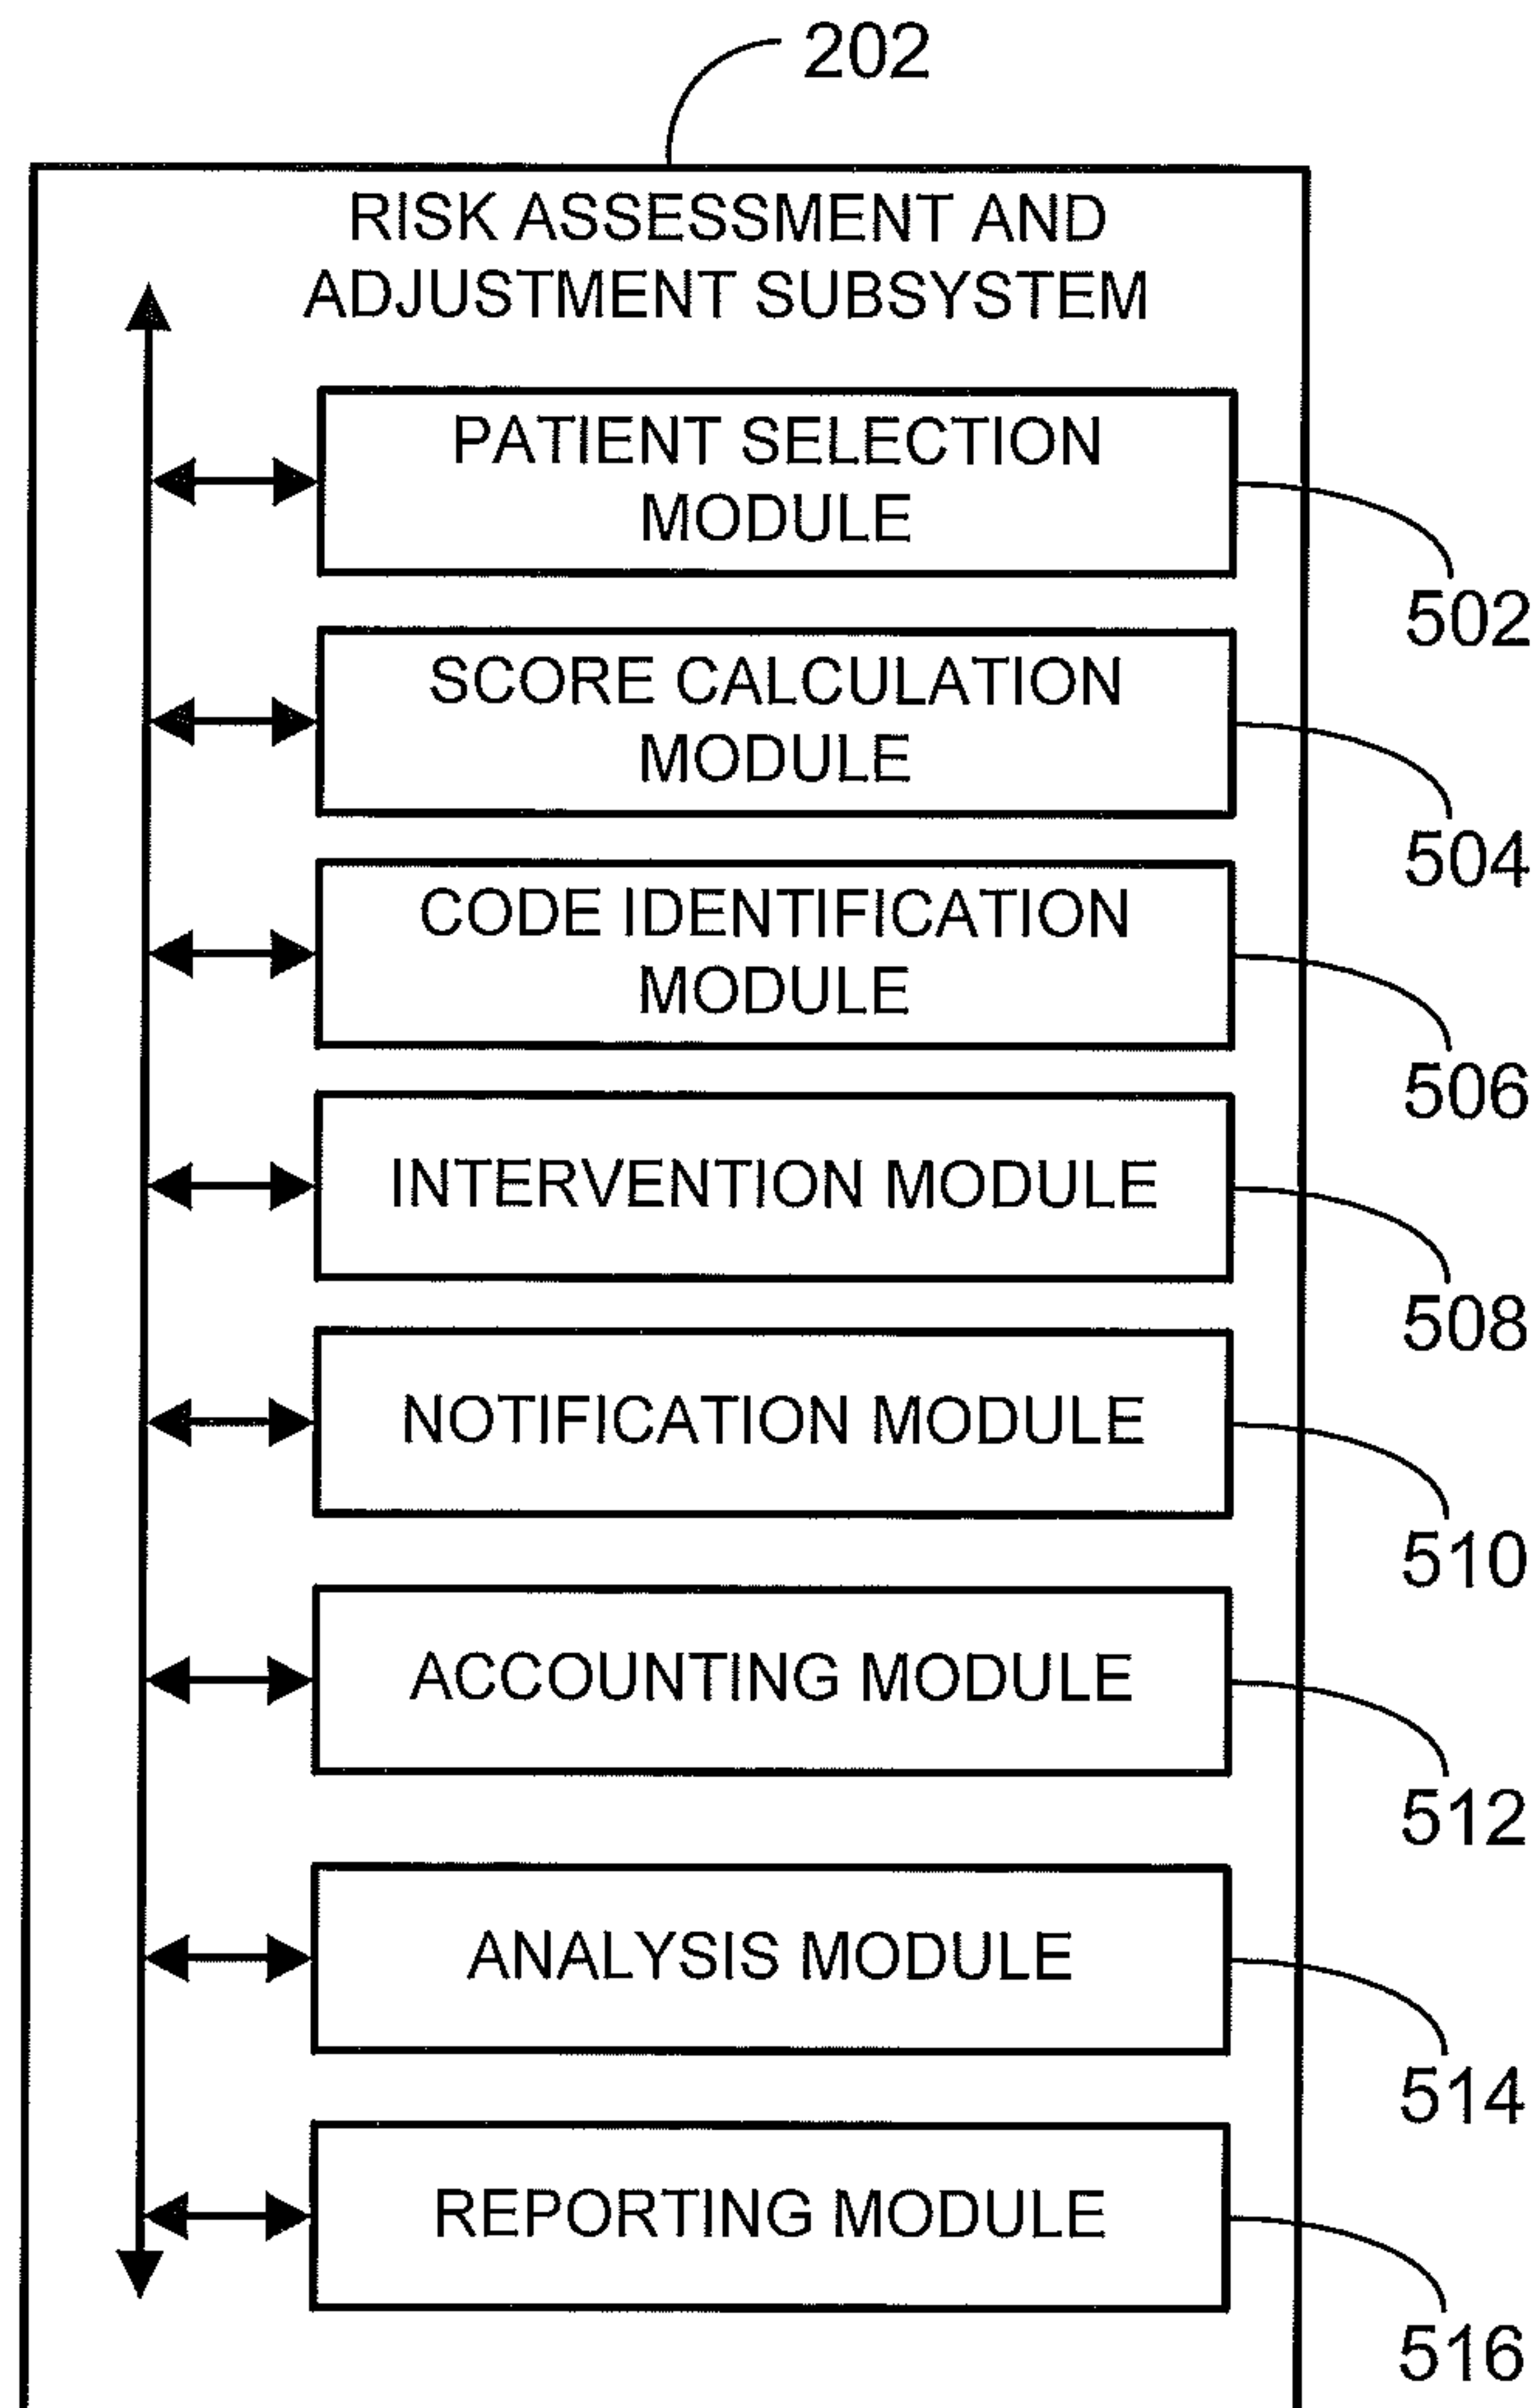 202
RISK ASSESSMENT AND
ADJUSTMENT SUBSYSTEM
PATIENT SELECTION
MODULE
502
SCORE CALCULATION
MODULE
504
CODE IDENTIFICATION
MODULE
506
INTERVENTION MODULE
508
NOTIFICATION MODULE
510
ACCOUNTING MODULE
512
ANALYSIS MODULE
514
REPORTING MODULE
516